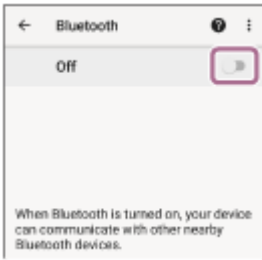 Bluetooth
Off
When Bluetooth is turned on, your device
can communicate with other nearby
Bluetooth devices.